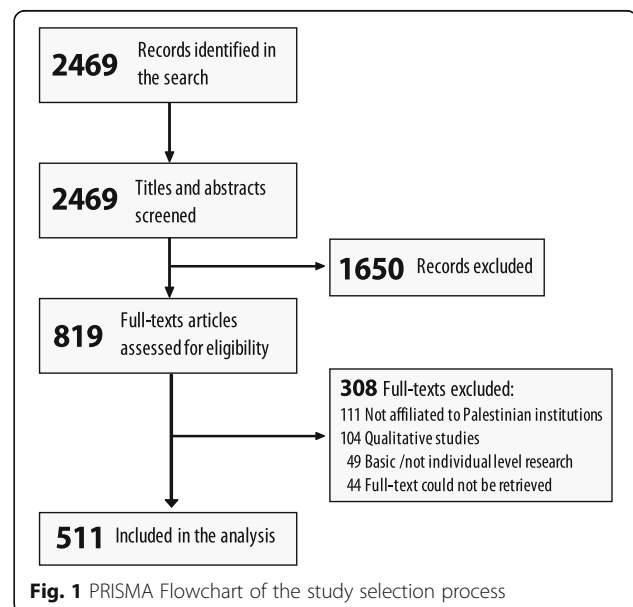 2469 Records identified in
the search
2469 Titles and abstracts
screened
1650 Records excluded
819 Full-texts articles
assessed for eligibility
308 Full-texts excluded:
111 Not affiliated to Palestinian institutions
104 Qualitative studies
49 Basic /not individual level research
44 Full-text could not be retrieved
511 Included in the analysis
Fig. 1 PRISMA Flowchart of the study selection process